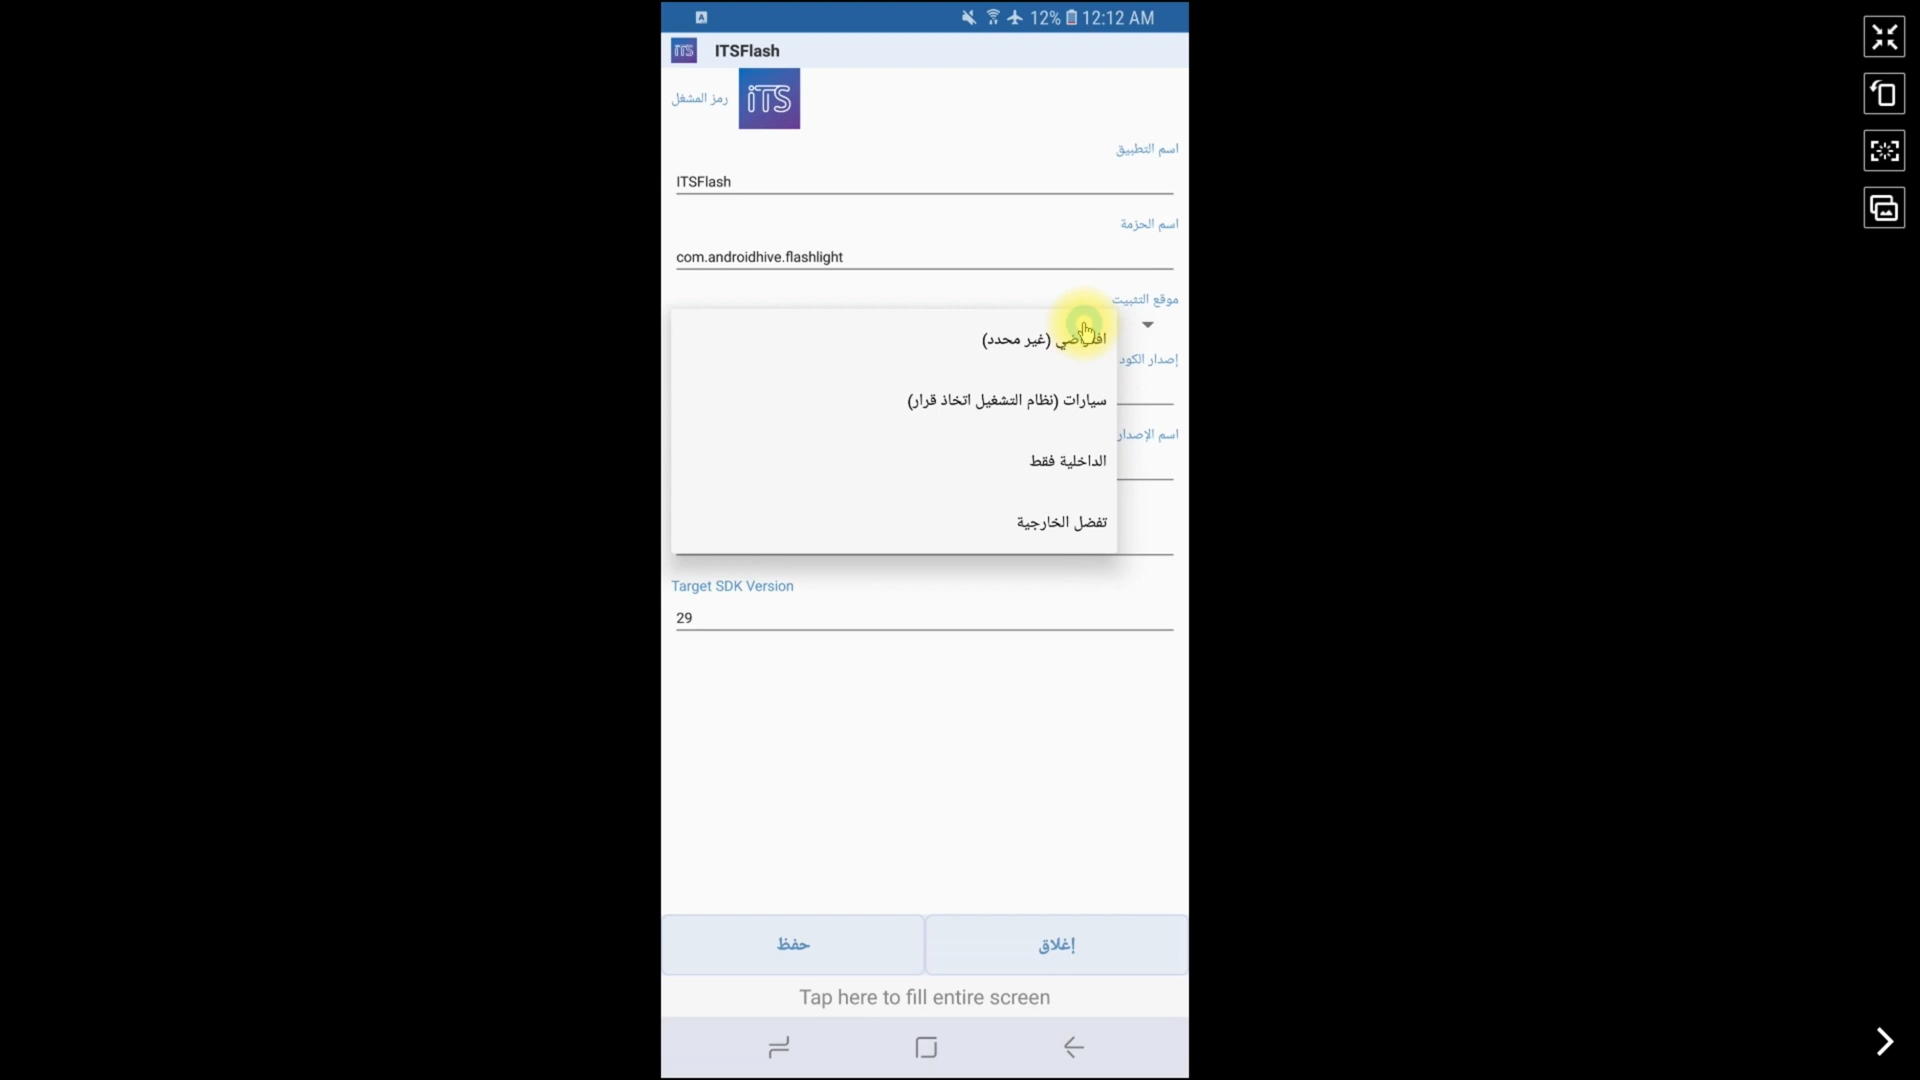 12% 12:12 AM
iTS ITSFlash
رمز المشغل iTS
اسم التطبيق
ITSFlash
اسم الحزمة
com.androidhive.flashlight
موقع التثبيت
افتراضي (غير محدد)
إصدار الكود
سيارات (نظام التشغيل اتخاذ قرار)
اسم الإصدار
الداخلية فقط
تفضل الخارجية
Target SDK Version
29
حفظ إغلاق
Tap here to fill entire screen